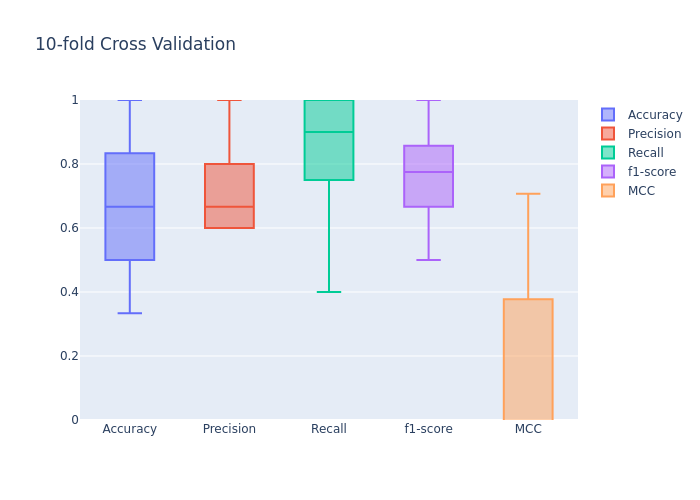 10-fold Cross Validation
1
0.8
0.6
0.4
0.2
0
Accuracy
Precision
Recall
f1-score
MCC
Accuracy
Precision
Recall
f1-score
MCC